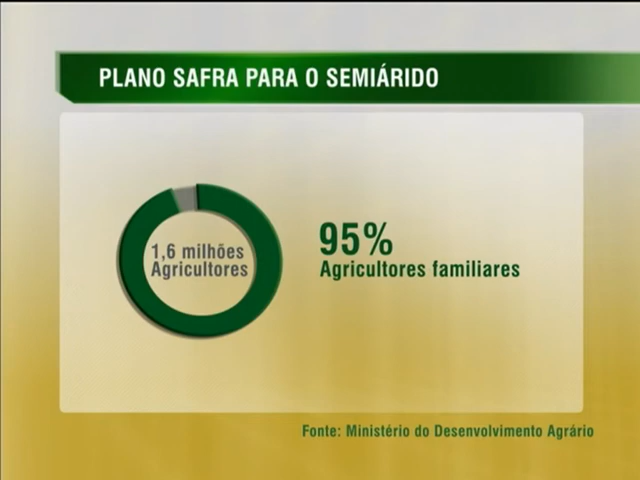 PLANO SAFRA PARA O SEMIÁRIDO
1,6 milhões
Agricultores
95%
Agricultores familiares
Fonte: Ministério do Desenvolvimento Agrário